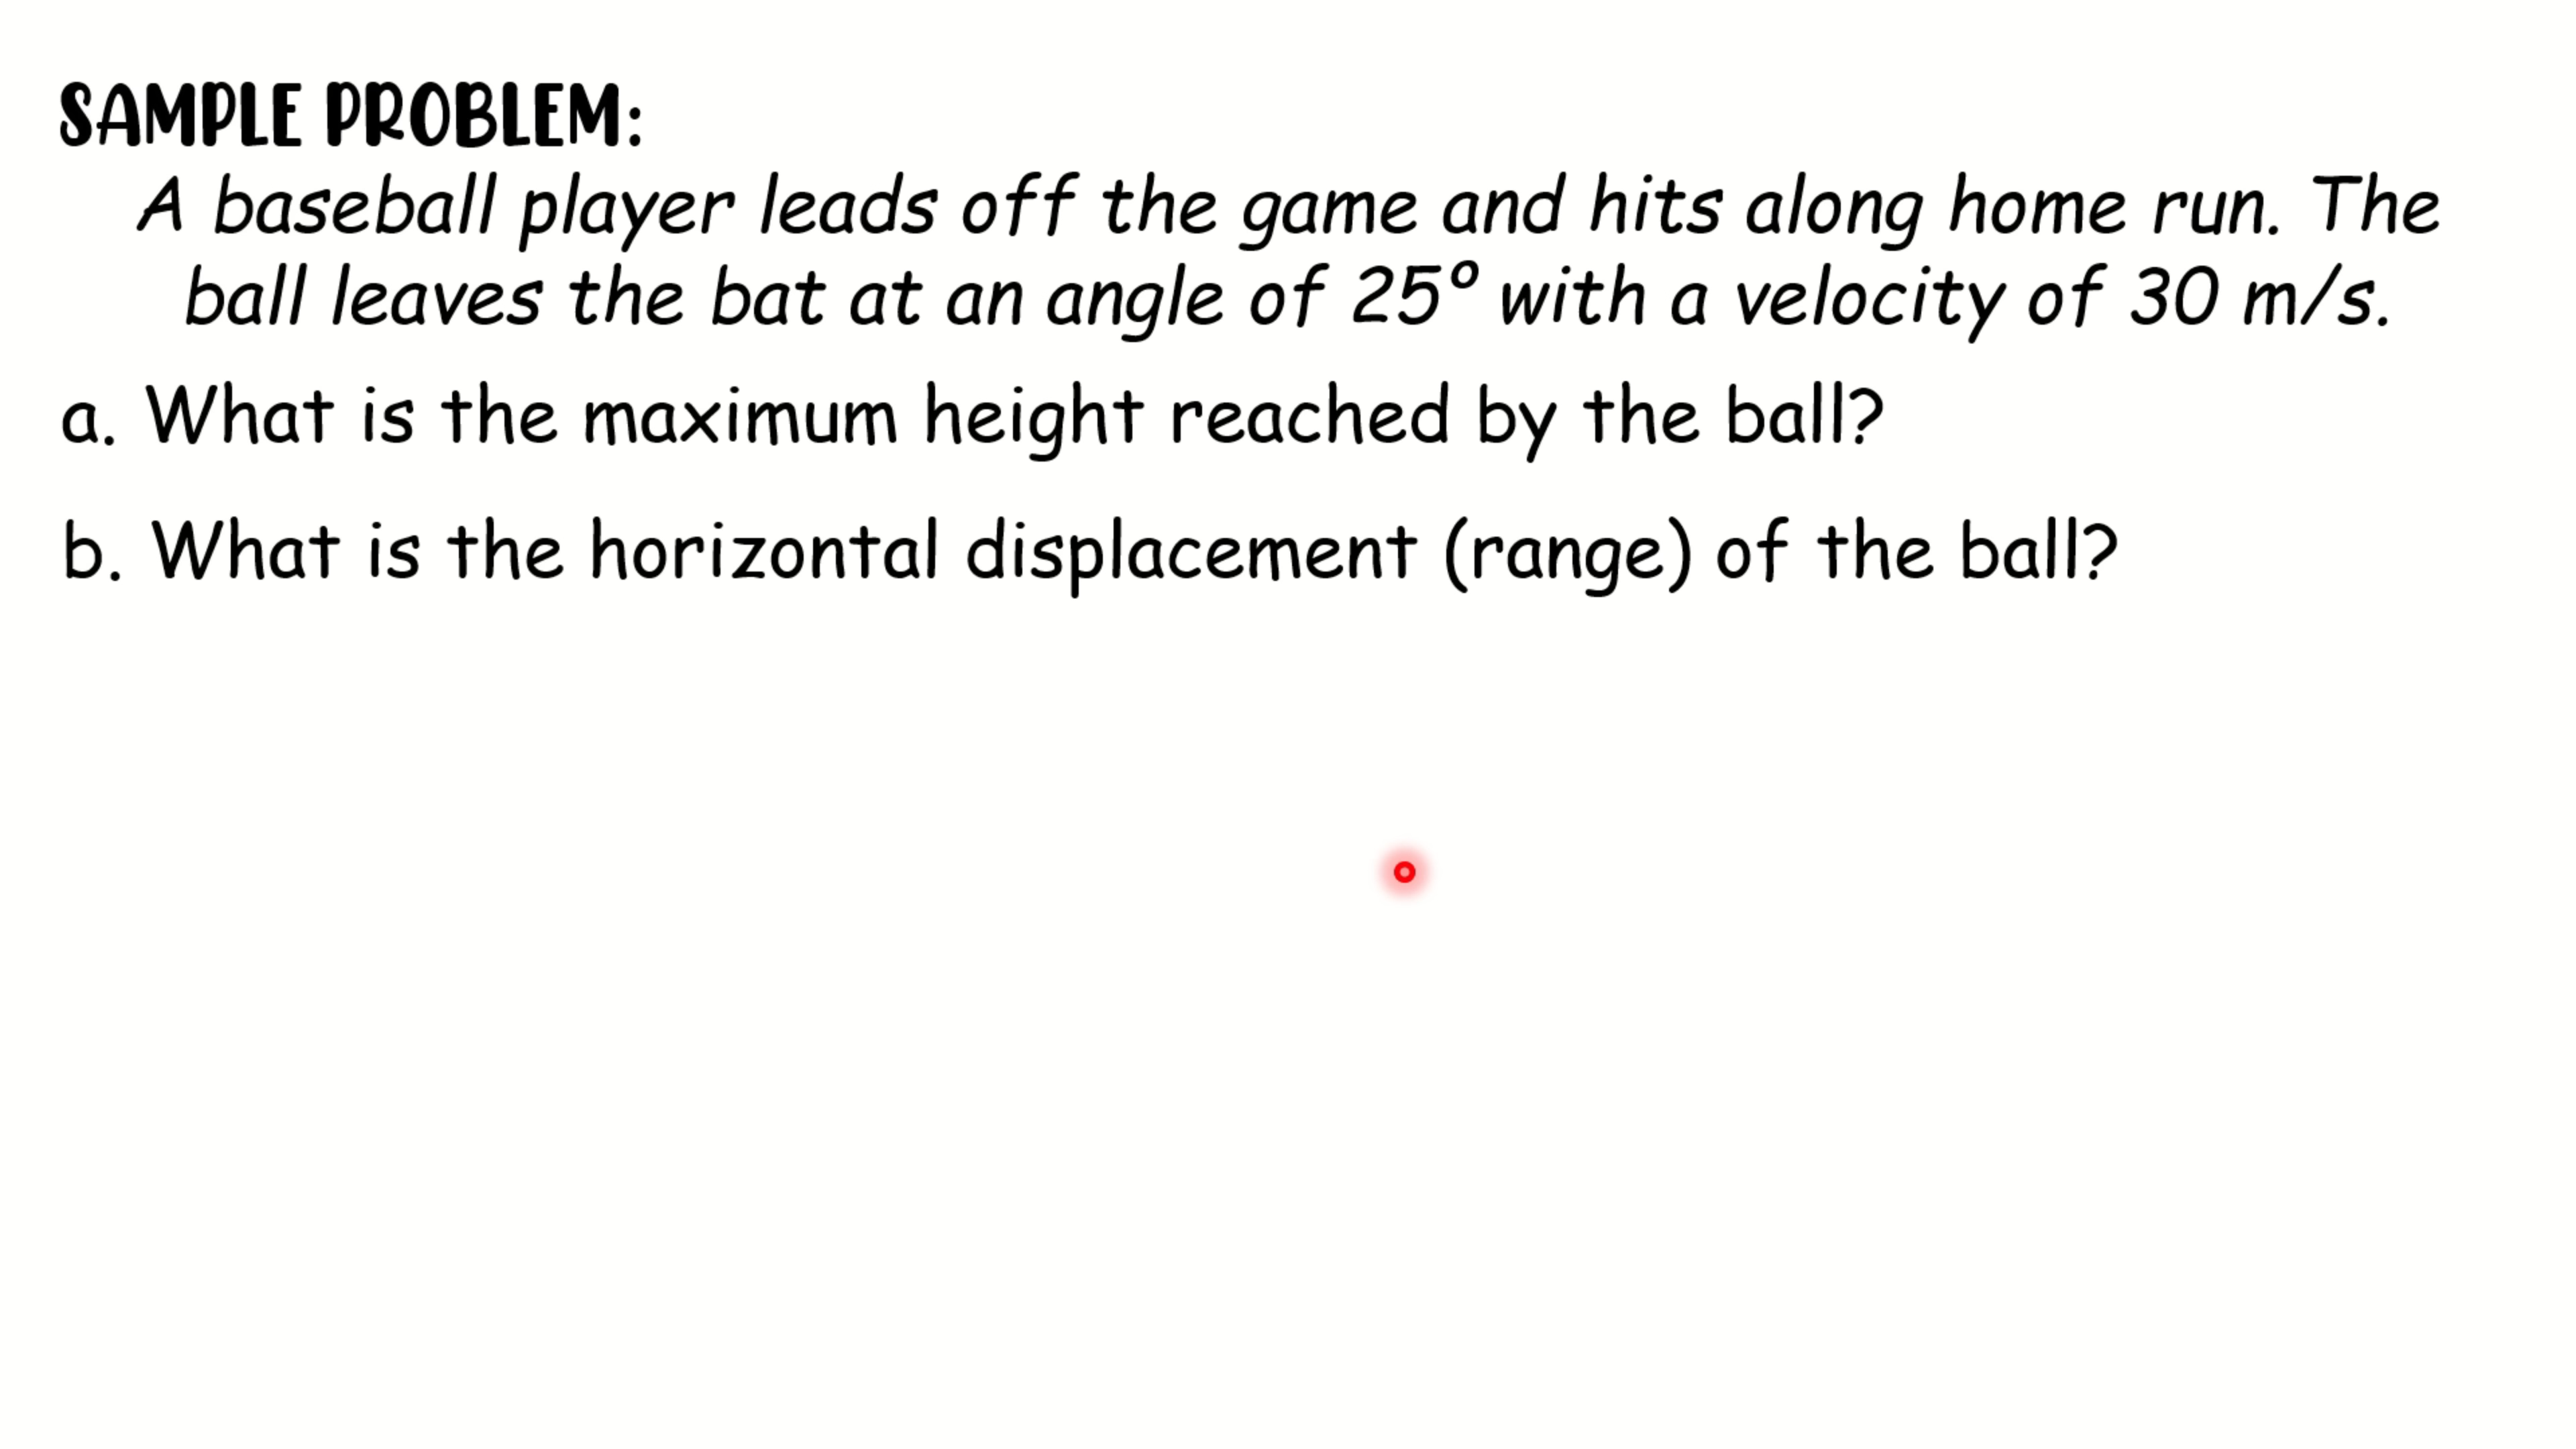 SAMPLE PROBLEM:
A baseball player leads off the game and hits along home run. The
ball leaves the bat at an angle of 25º with a velocity of 30 m/s.
a. What is the maximum height reached by the ball?
b. What is the horizontal displacement (range) of the ball?